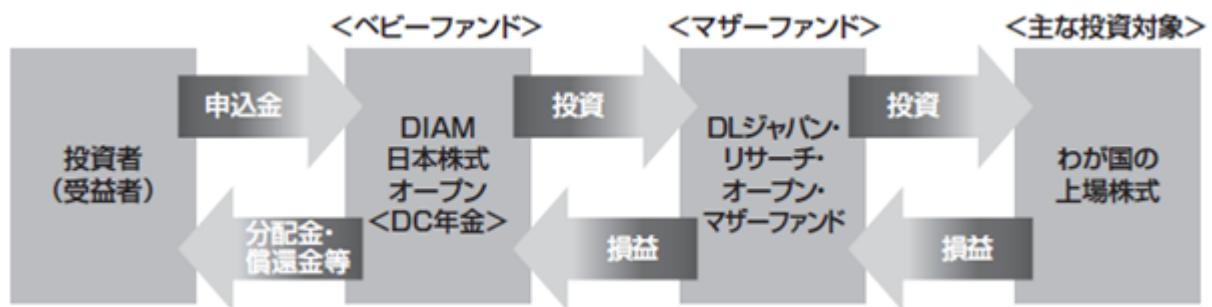 <ベビーファンド>
<マザーファンド>
<主な投資対象>
申込金
投資
投資
投資者
(受益者)
DIAM
日本株式
オープン
<DC年金>
DLジャパン・
リサーチ・
オープン・
マザーファンド
わが国の
上場株式
分配金・
償還金等
損益
損益